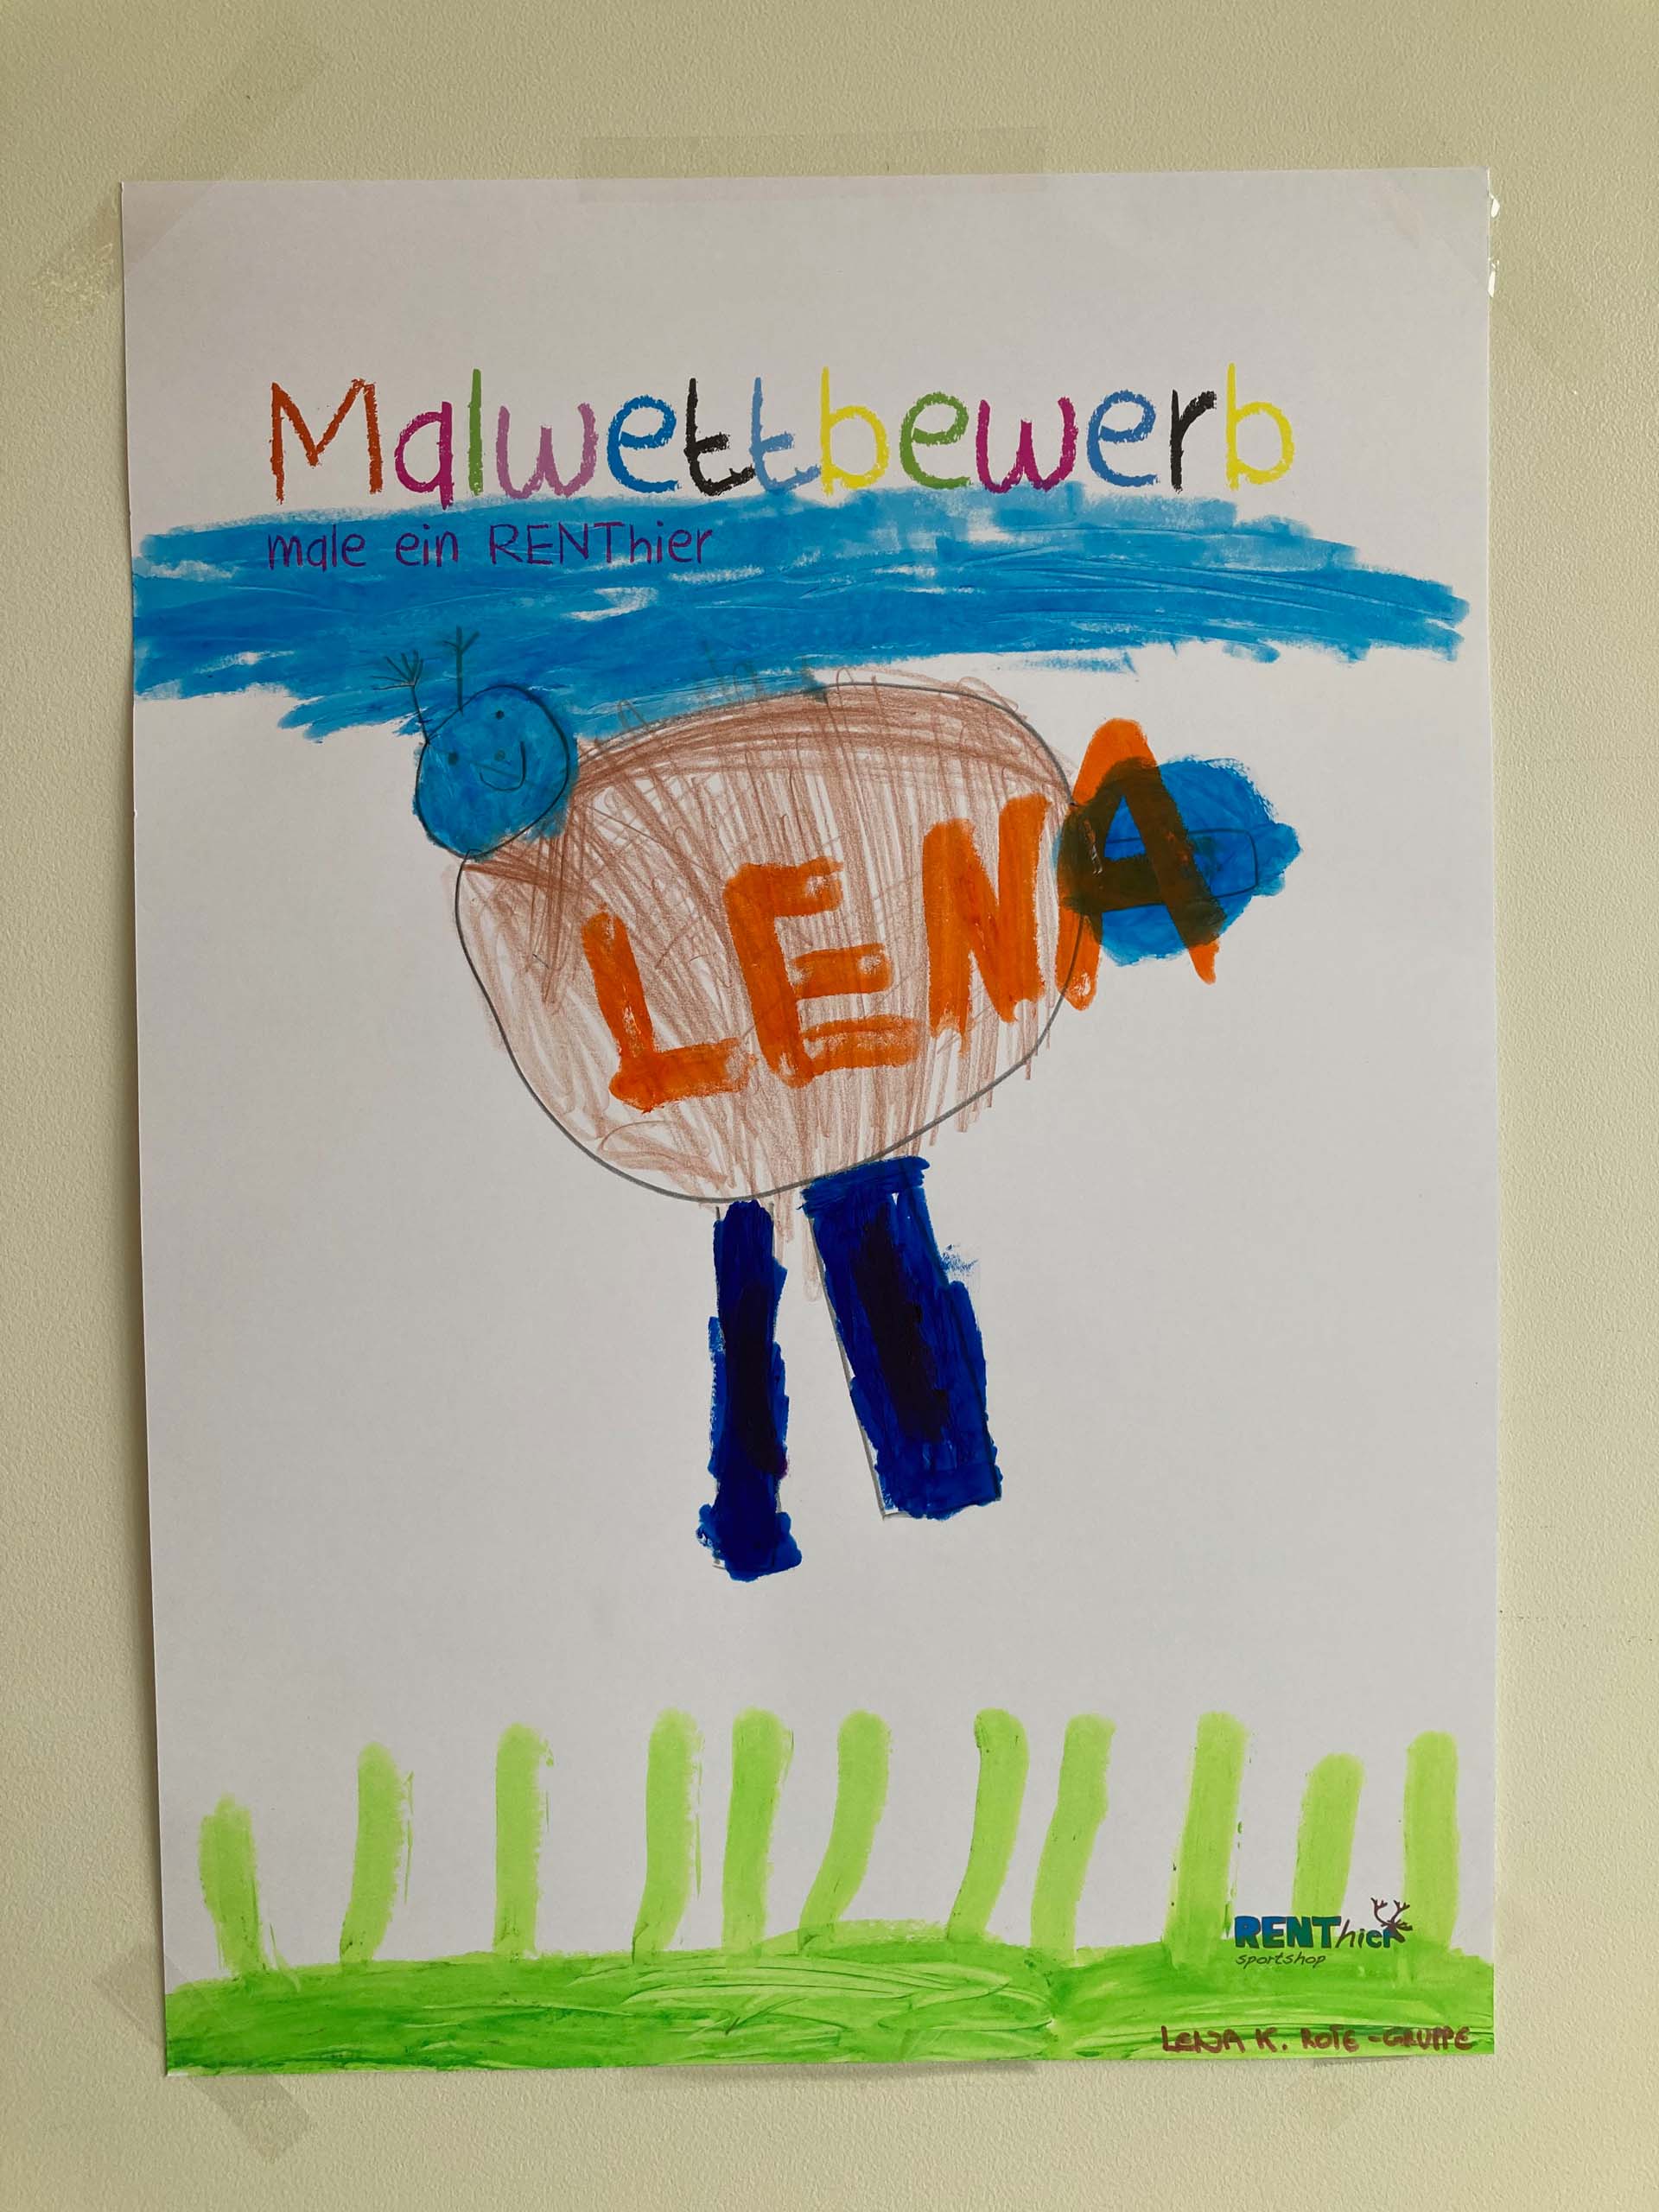 Malwettbewerb
male ein RENThier
LENA
RENThier
sportshop
LENA K. ROTE-GRUPPE